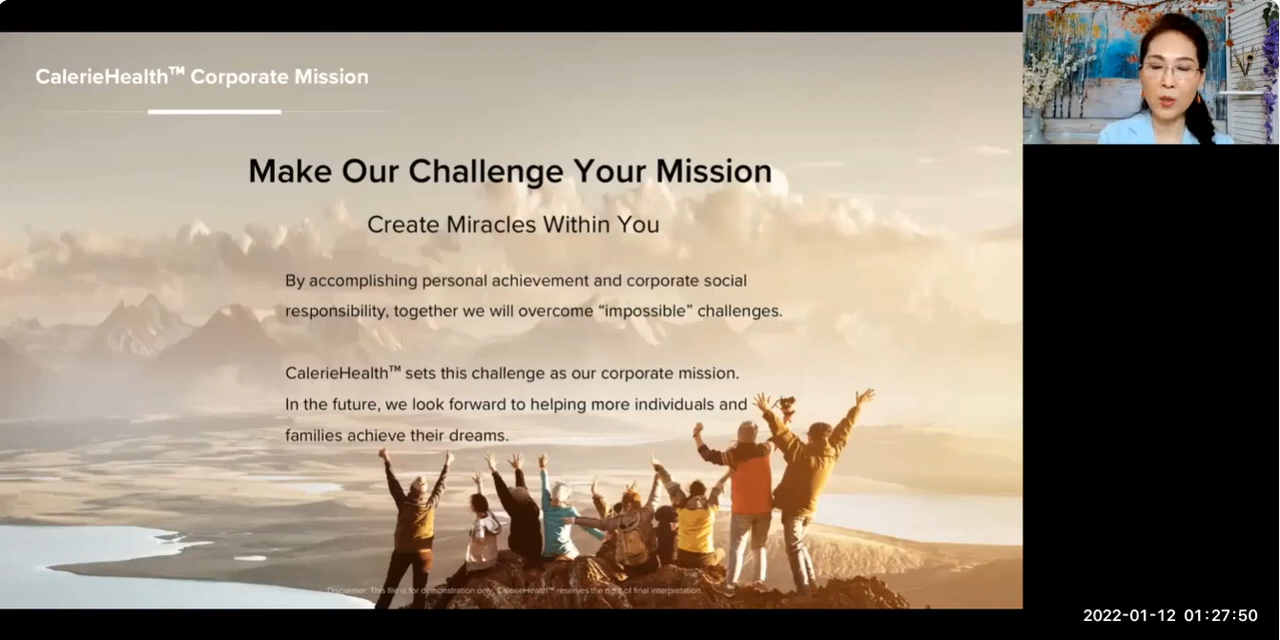 CalerieHealth™ Corporate Mission
Make Our Challenge Your Mission
Create Miracles Within You
By accomplishing personal achievement and corporate social
responsibility, together we will overcome “impossible” challenges.
CalerieHealth™ sets this challenge as our corporate mission.
In the future, we look forward to helping more individuals and
families achieve their dreams.
Disclaimer: This file is for demonstration only, CalerieHealth™ reserves the right of final interpretation.
2022-01-12 01:27:50